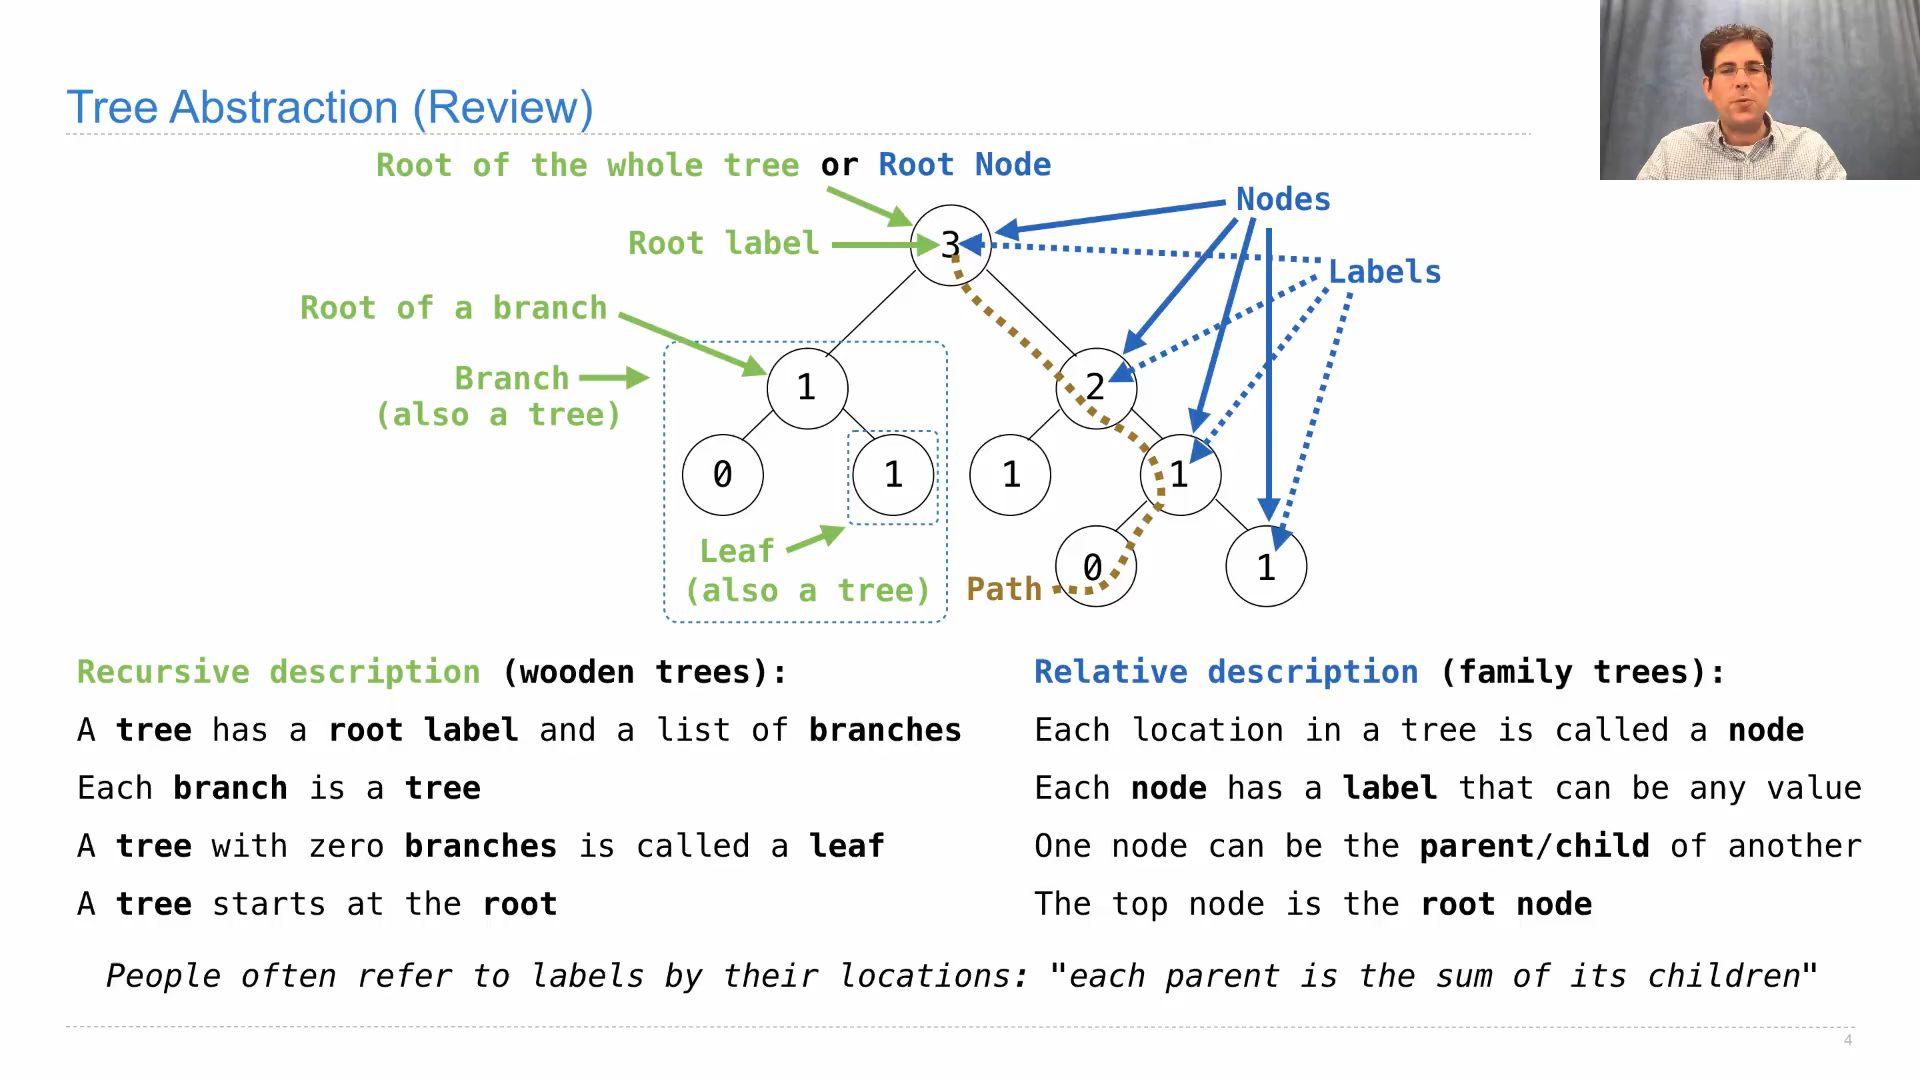 Tree Abstraction (Review)
Root of the whole tree or Root Node
Nodes
Root label
3
Labels
Root of a branch
Branch
(also a tree)
1
2
0
1
1
1
Leaf
(also a tree)
Path
0
1
Recursive description (wooden trees):
A tree has a root label and a list of branches
Each branch is a tree
A tree with zero branches is called a leaf
A tree starts at the root
Relative description (family trees):
Each location in a tree is called a node
Each node has a label that can be any value
One node can be the parent/child of another
The top node is the root node
People often refer to labels by their locations: "each parent is the sum of its children"
4